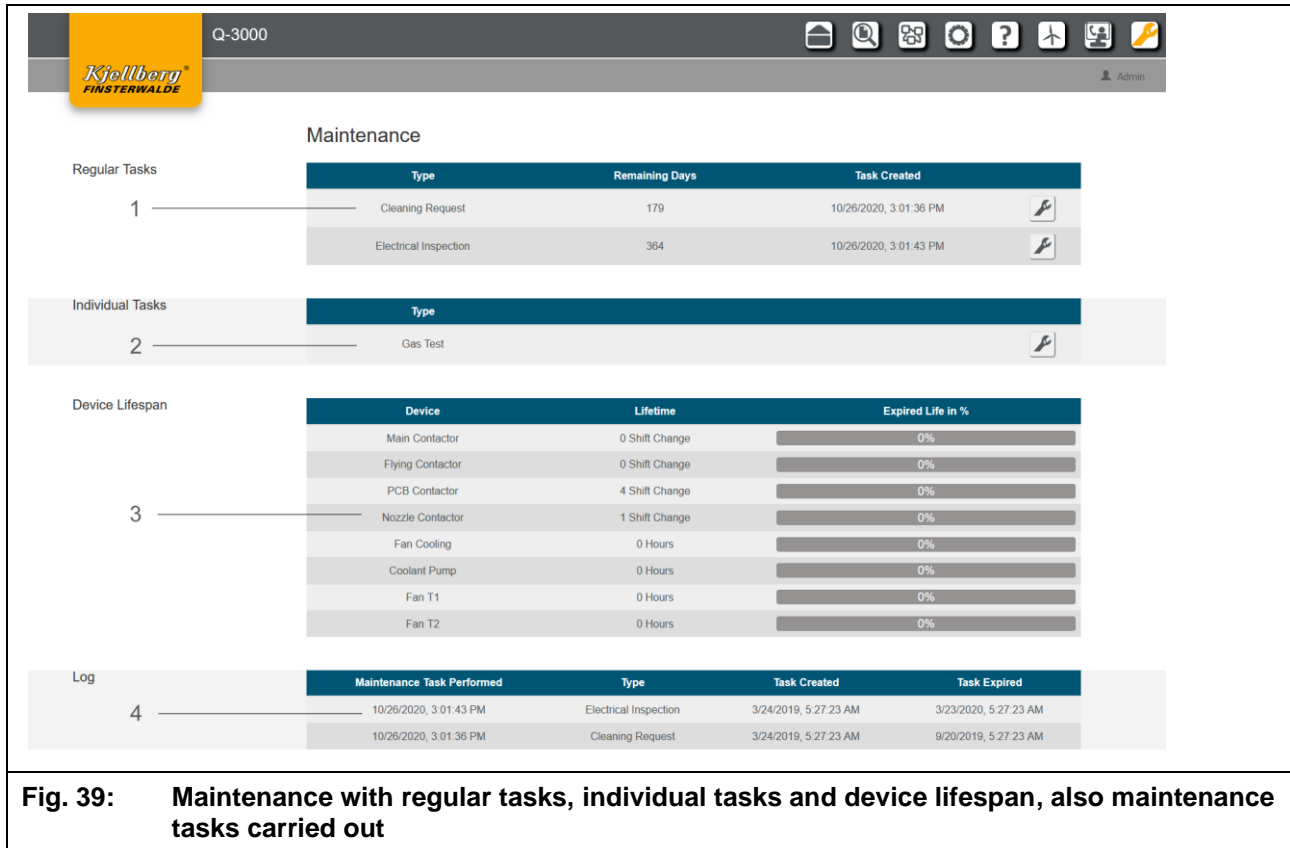 Q-3000
Kjellberg®
FINSTERWALDE
Admin
Maintenance
Regular Tasks
Type Remaining Days Task Created
1 Cleaning Request 179 10/26/2020, 3:01:36 PM
Electrical Inspection 364 10/26/2020, 3:01:43 PM
Individual Tasks
Type
2 Gas Test
Device Lifespan
Device Lifetime Expired Life in %
Main Contactor 0 Shift Change 0%
Flying Contactor 0 Shift Change 0%
PCB Contactor 4 Shift Change 0%
3 Nozzle Contactor 1 Shift Change 0%
Fan Cooling 0 Hours 0%
Coolant Pump 0 Hours 0%
Fan T1 0 Hours 0%
Fan T2 0 Hours 0%
Log
Maintenance Task Performed Type Task Created Task Expired
4 10/26/2020, 3:01:43 PM Electrical Inspection 3/24/2019, 5:27:23 AM 3/23/2020, 5:27:23 AM
10/26/2020, 3:01:36 PM Cleaning Request 3/24/2019, 5:27:23 AM 9/20/2019, 5:27:23 AM
Fig. 39: Maintenance with regular tasks, individual tasks and device lifespan, also maintenance
tasks carried out